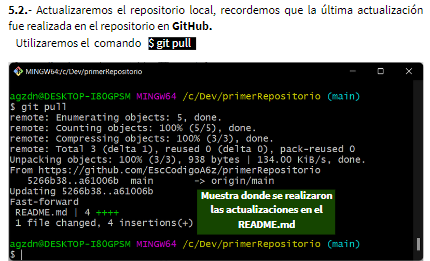 5.2.- Actualizaremos el repositorio local, recordemos que la última actualización
fue realizada en el repositorio en GitHub.
Utilizaremos el comando $ git pull
MINGW64:/c/Dev/primerRepositorio
agzdn@DESKTOP-I8OGPSM MINGW64 /c/Dev/primerRepositorio (main)
$ git pull
remote: Enumerating objects: 5, done.
remote: Counting objects: 100% (5/5), done.
remote: Compressing objects: 100% (3/3), done.
remote: Total 3 (delta 1), reused 0 (delta 0), pack-reused 0
Unpacking objects: 100% (3/3), 938 bytes | 134.00 KiB/s, done.
From https://github.com/EscCodigoA6z/primerRepositorio
5266b38..a61006b main -> origin/main
Updating 5266b38..a61006b
Fast-forward
README.md | 4 ++++
1 file changed, 4 insertions(+)
Muestra donde se realizaron
las actualizaciones en el
README.md
agzdn@DESKTOP-I8OGPSM MINGW64 /c/Dev/primerRepositorio (main)
$